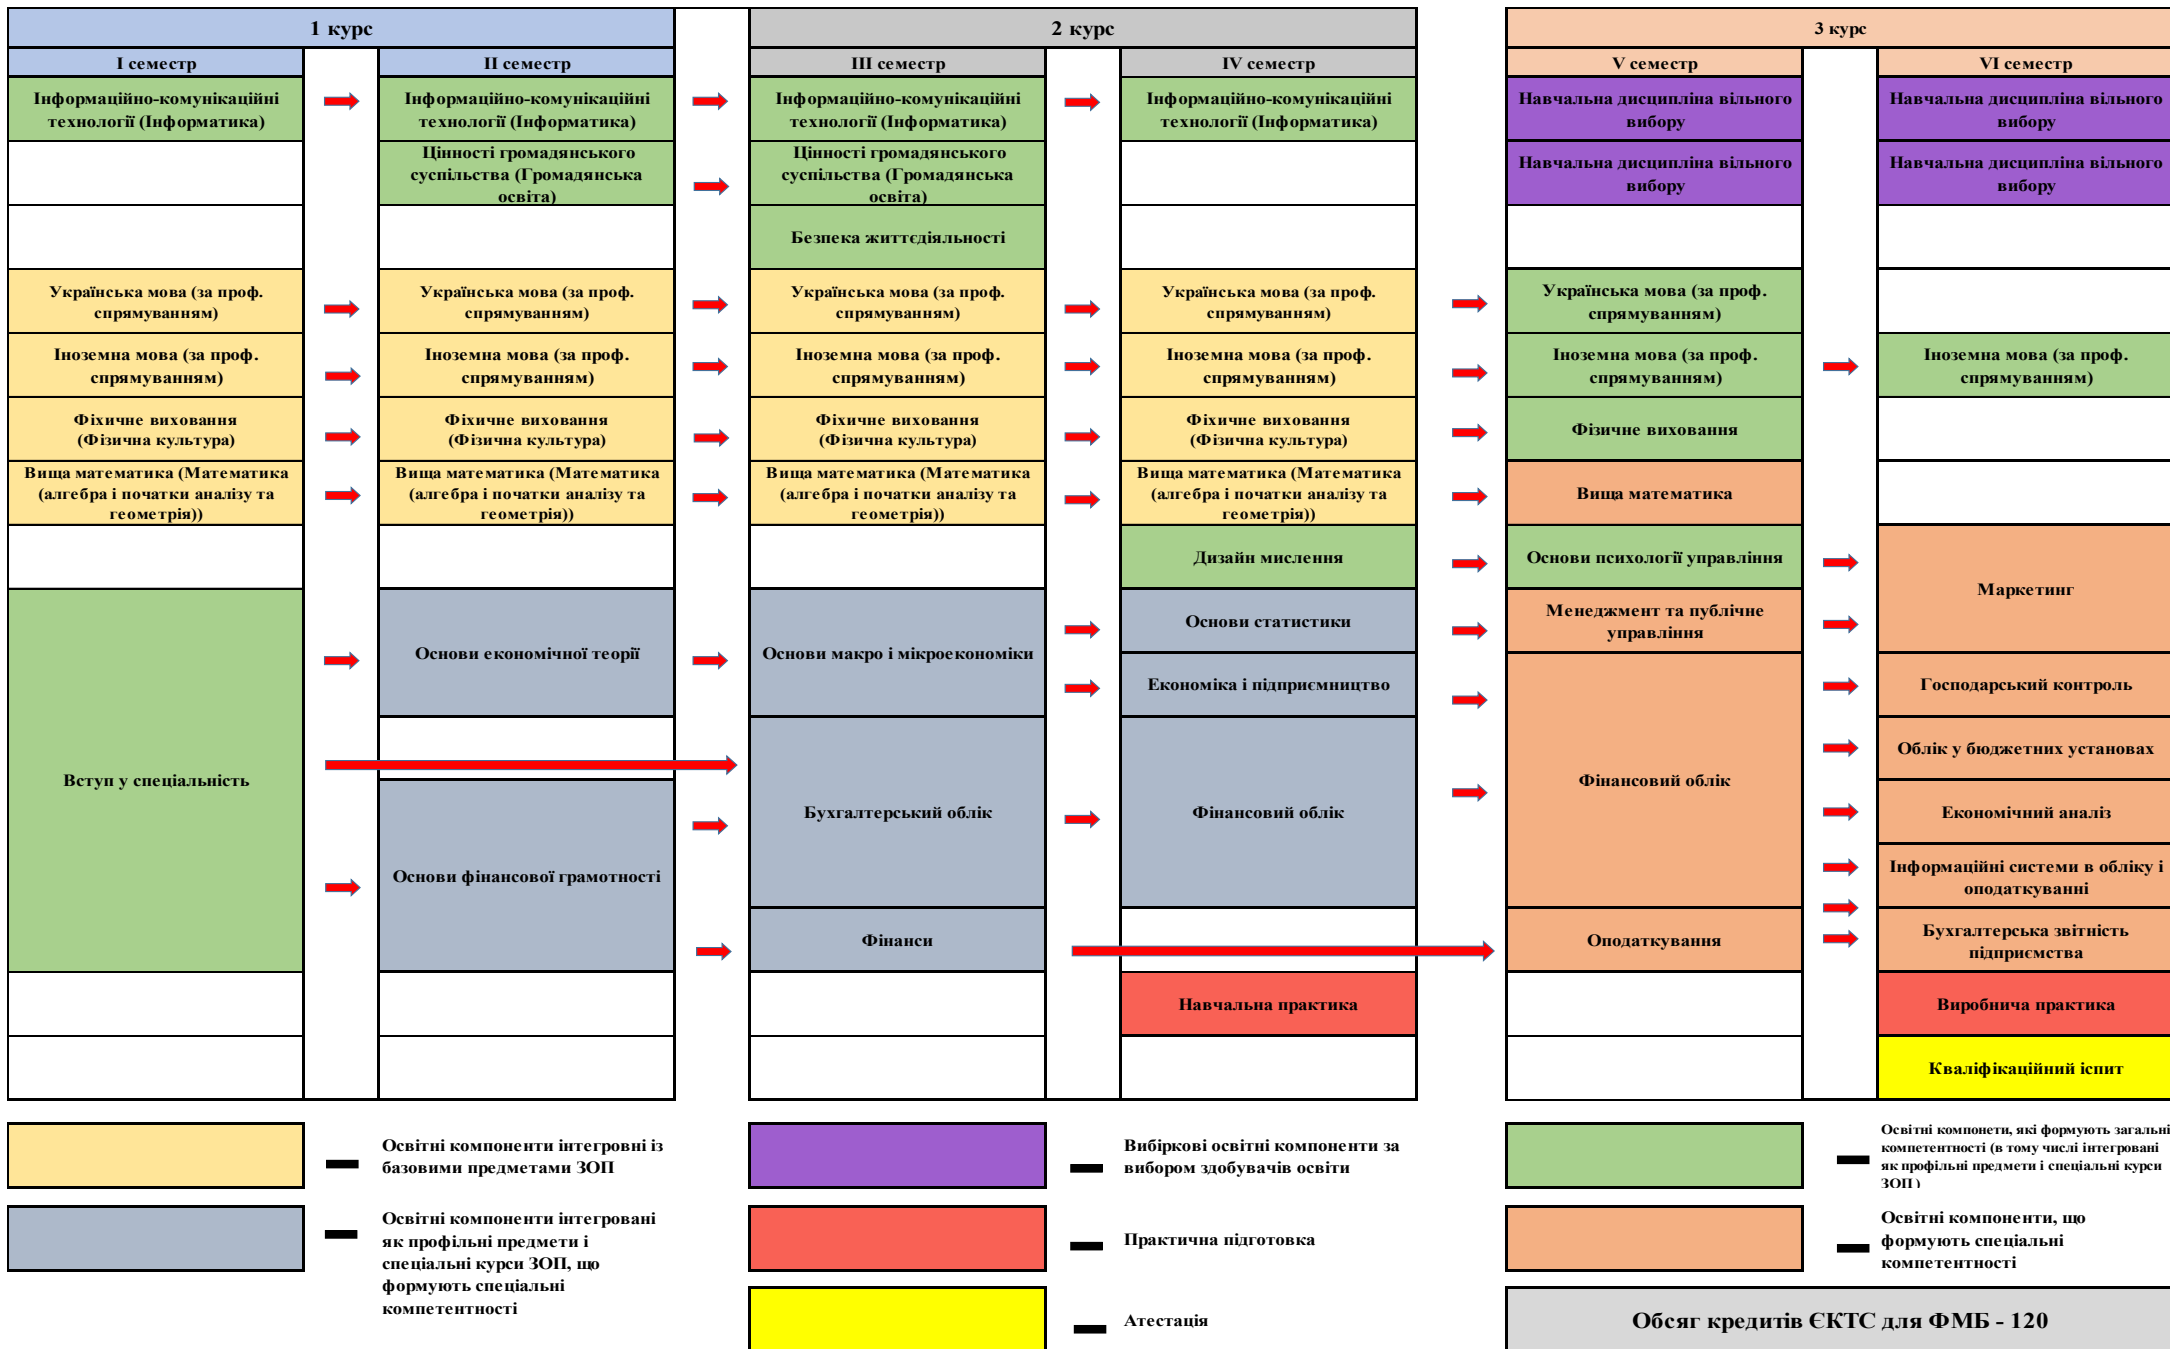 1 курс
2 курс
3 курс
I семестр
II семестр
III семестр
IV семестр
V семестр
VI семестр
Інформаційно-комунікаційні
технології (Інформатика)
Інформаційно-комунікаційні
технології (Інформатика)
Інформаційно-комунікаційні
технології (Інформатика)
Інформаційно-комунікаційні
технології (Інформатика)
Навчальна дисципліна вільного
вибору
Навчальна дисципліна вільного
вибору
Цінності громадянського
суспільства (Громадянська
освіта)
Цінності громадянського
суспільства (Громадянська
освіта)
Навчальна дисципліна вільного
вибору
Навчальна дисципліна вільного
вибору
Безпека життєдіяльності
Українська мова (за проф.
спрямуванням)
Українська мова (за проф.
спрямуванням)
Українська мова (за проф.
спрямуванням)
Українська мова (за проф.
спрямуванням)
Українська мова (за проф.
спрямуванням)
Іноземна мова (за проф.
спрямуванням)
Іноземна мова (за проф.
спрямуванням)
Іноземна мова (за проф.
спрямуванням)
Іноземна мова (за проф.
спрямуванням)
Іноземна мова (за проф.
спрямуванням)
Іноземна мова (за проф.
спрямуванням)
Фіхичне виховання
(Фізична культура)
Фіхичне виховання
(Фізична культура)
Фіхичне виховання
(Фізична культура)
Фіхичне виховання
(Фізична культура)
Фізичне виховання
Вища математика (Математика
(алгебра і початки аналізу та
геометрія))
Вища математика (Математика
(алгебра і початки аналізу та
геометрія))
Вища математика (Математика
(алгебра і початки аналізу та
геометрія))
Вища математика (Математика
(алгебра і початки аналізу та
геометрія))
Вища математика
Дизайн мислення
Основи психології управління
Маркетинг
Вступ у спеціальність
Основи економічної теорії
Основи макро і мікроекономіки
Основи статистики
Менеджмент та публічне
управління
Економіка і підприємництво
Господарський контроль
Облік у бюджетних установах
Основи фінансової грамотності
Бухгалтерський облік
Фінансовий облік
Фінансовий облік
Економічний аналіз
Інформаційні системи в обліку і
оподаткуванні
Фінанси
Оподаткування
Бухгалтерська звітність
підприємства
Навчальна практика
Виробнича практика
Кваліфікаційний іспит
Освітні компоненти інтегровні із
базовими предметами ЗОП
Вибіркові освітні компоненти за
вибором здобувачів освіти
Освітні компонети, які формують загальні
компетентності (в тому числі інтегровані
як профільні предмети і спеціальні курси
ЗОП)
Освітні компоненти інтегровані
як профільні предмети і
спеціальні курси ЗОП, що
формують спеціальні
компетентності
Практична підготовка
Освітні компоненти, що
формують спеціальні
компетентності
Атестація
Обсяг кредитів ЄКТС для ФМБ - 120